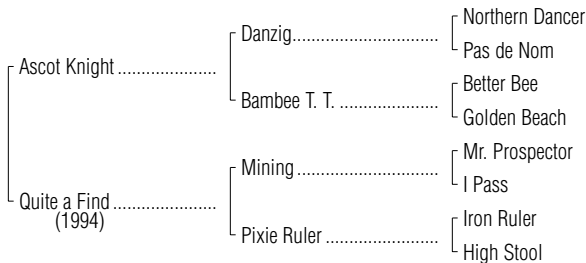 Northern Dancer
Danzig
Pas de Nom
Ascot Knight
Better Bee
Bambee T. T.
Golden Beach
Mr. Prospector
Mining
I Pass
Quite a Find
(1994)
Iron Ruler
Pixie Ruler
High Stool